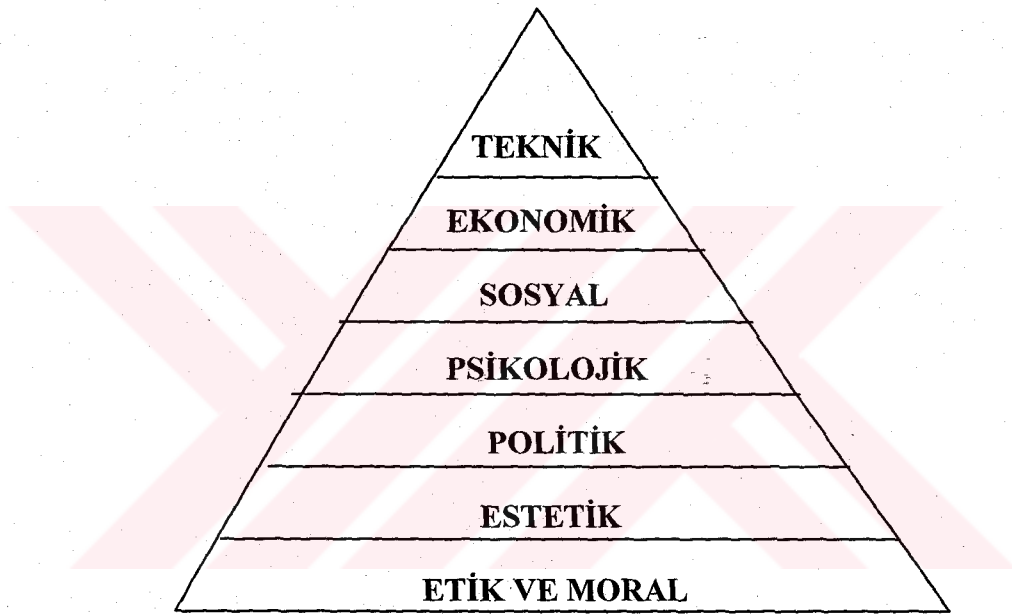 TEKNİK
EKONOMİK
SOSYAL
PSİKOLOJİK
POLİTİK
ESTETİK
ETİK VE MORAL